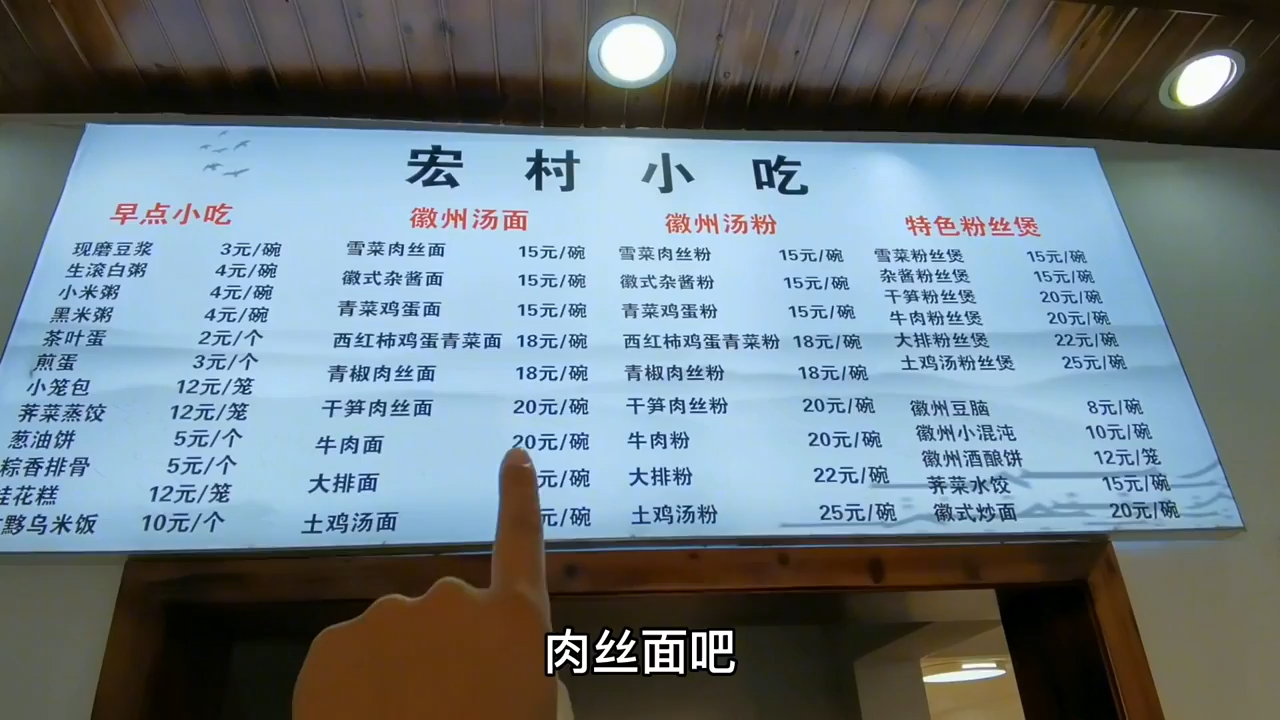 宏村小吃
早点小吃
现磨豆浆 3元/碗
生滚白粥 4元/碗
小米粥 4元/碗
黑米粥 4元/碗
茶叶蛋 2元/个
煎蛋 3元/个
小笼包 12元/笼
荠菜蒸饺 12元/笼
葱油饼 5元/个
粽香排骨 5元/个
桂花糕 12元/笼
黟乌米饭 10元/个
徽州汤面
雪菜肉丝面 15元/碗
徽式杂酱面 15元/碗
青菜鸡蛋面 15元/碗
西红柿鸡蛋青菜面 18元/碗
青椒肉丝面 18元/碗
干笋肉丝面 20元/碗
牛肉面 20元/碗
大排面 元/碗
土鸡汤面 元/碗
徽州汤粉
雪菜肉丝粉 15元/碗
徽式杂酱粉 15元/碗
青菜鸡蛋粉 15元/碗
西红柿鸡蛋青菜粉 18元/碗
青椒肉丝粉 18元/碗
干笋肉丝粉 20元/碗
牛肉粉 20元/碗
大排粉 22元/碗
土鸡汤粉 25元/碗
特色粉丝煲
雪菜粉丝煲 15元/碗
杂酱粉丝煲 15元/碗
干笋粉丝煲 20元/碗
牛肉粉丝煲 20元/碗
大排粉丝煲 22元/碗
土鸡汤粉丝煲 25元/碗
徽州豆脑 8元/碗
徽州小混沌 10元/碗
徽州酒酿饼 12元/笼
荠菜水饺 15元/碗
徽式炒面 20元/碗
肉丝面吧